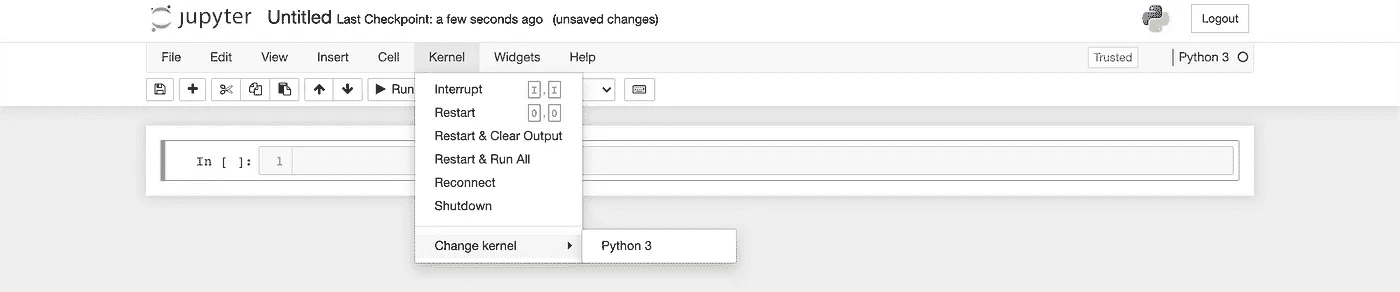 jupyter Untitled Last Checkpoint: a few seconds ago (unsaved changes) Logout
File Edit View Insert Cell Kernel Widgets Help Trusted Python 3
Run
Interrupt I,I
Restart 0,0
Restart & Clear Output
Restart & Run All
Reconnect
Shutdown
Change kernel Python 3
In [ ]: 1